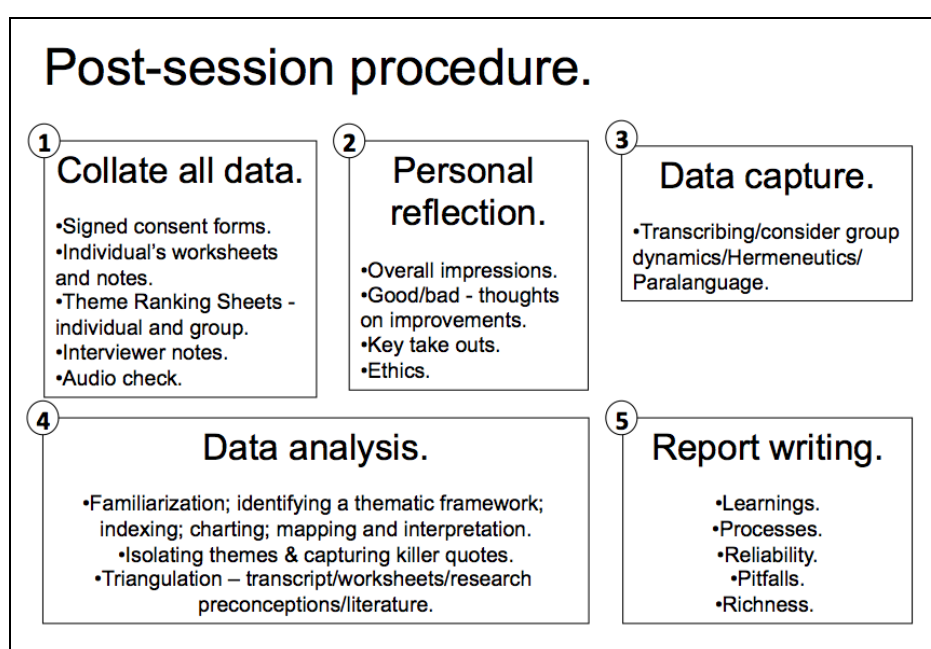 Post-session procedure.
1
Collate all data.
•Signed consent forms.
•Individual’s worksheets
and notes.
•Theme Ranking Sheets -
individual and group.
•Interviewer notes.
•Audio check.
2
Personal
reflection.
•Overall impressions.
•Good/bad - thoughts
on improvements.
•Key take outs.
•Ethics.
3
Data capture.
•Transcribing/consider group
dynamics/Hermeneutics/
Paralanguage.
4
Data analysis.
•Familiarization; identifying a thematic framework;
indexing; charting; mapping and interpretation.
•Isolating themes & capturing killer quotes.
•Triangulation – transcript/worksheets/research
preconceptions/literature.
5
Report writing.
•Learnings.
•Processes.
•Reliability.
•Pitfalls.
•Richness.